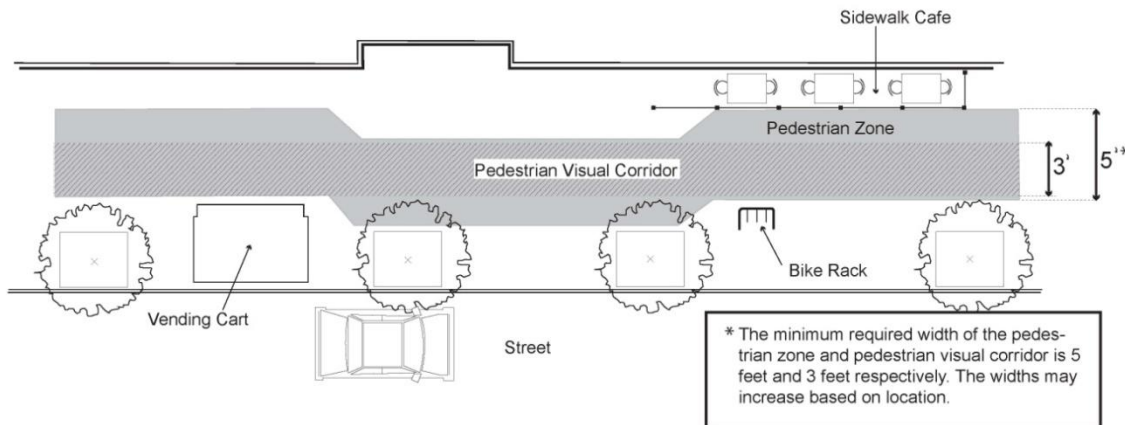 Sidewalk Cafe
Pedestrian Zone
Pedestrian Visual Corridor
3'
5'*
Bike Rack
Vending Cart
Street
* The minimum required width of the pedes-
trian zone and pedestrian visual corridor is 5
feet and 3 feet respectively. The widths may
increase based on location.